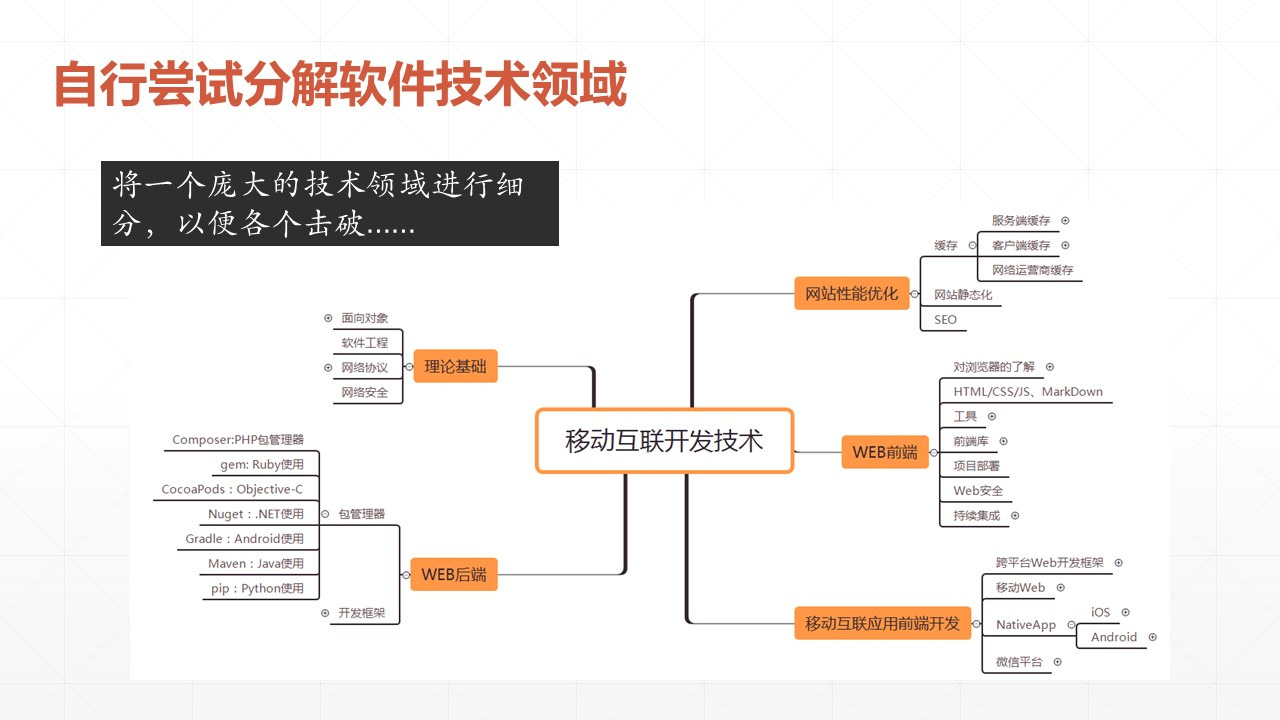 自行尝试分解软件技术领域
将一个庞大的技术领域进行细
分，以便各个击破……
移动互联开发技术
理论基础
面向对象
软件工程
网络协议
网络安全
WEB后端
包管理器
Composer:PHP包管理器
gem: Ruby使用
CocoaPods：Objective-C
Nuget：.NET使用
Gradle：Android使用
Maven：Java使用
pip：Python使用
开发框架
网站性能优化
缓存
服务端缓存
客户端缓存
网络运营商缓存
网站静态化
SEO
WEB前端
对浏览器的了解
HTML/CSS/JS、MarkDown
工具
前端库
项目部署
Web安全
持续集成
移动互联应用前端开发
跨平台Web开发框架
移动Web
NativeApp
iOS
Android
微信平台